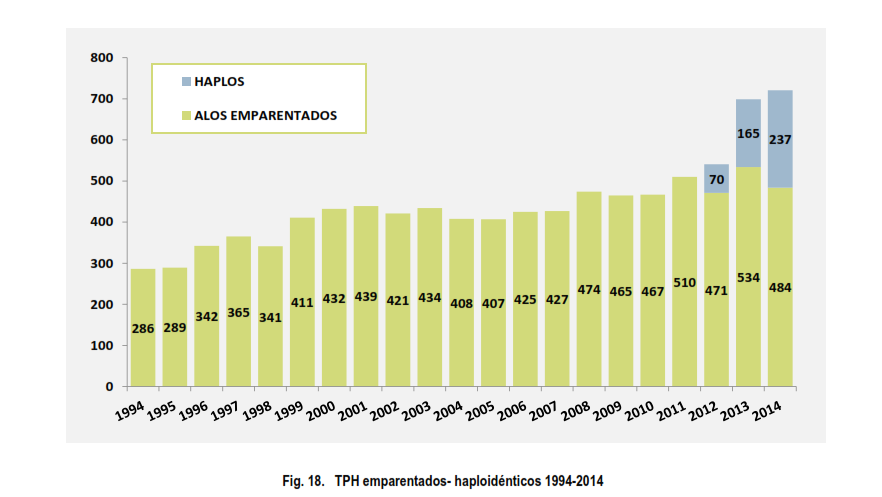 800
700
600
500
400
300
200
100
0
HAPLOS
ALOS EMPARENTADOS
165
237
70
286 289 342 365 341 411 432 439 421 434 408 407 425 427 474 465 467 510 471 534 484
1994 1995 1996 1997 1998 1999 2000 2001 2002 2003 2004 2005 2006 2007 2008 2009 2010 2011 2012 2013 2014
Fig. 18. TPH emparentados- haploidénticos 1994-2014